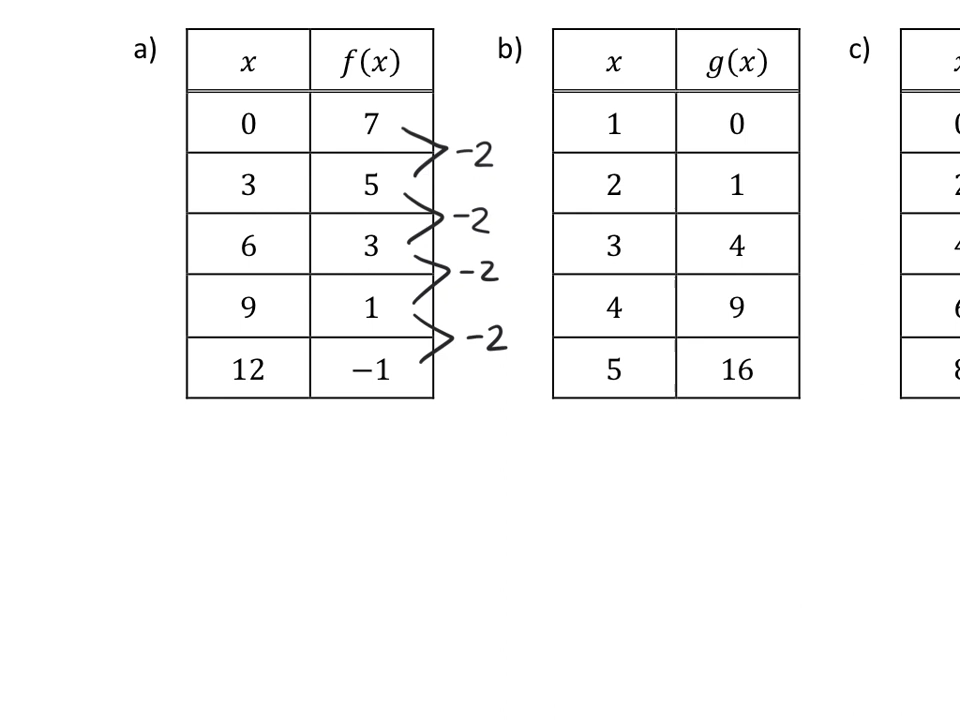 a) x f(x) b) x g(x) c)
0 7 1 0
-2
3 5 2 1
-2
6 3 3 4
-2
9 1 4 9
-2
12 −1 5 16